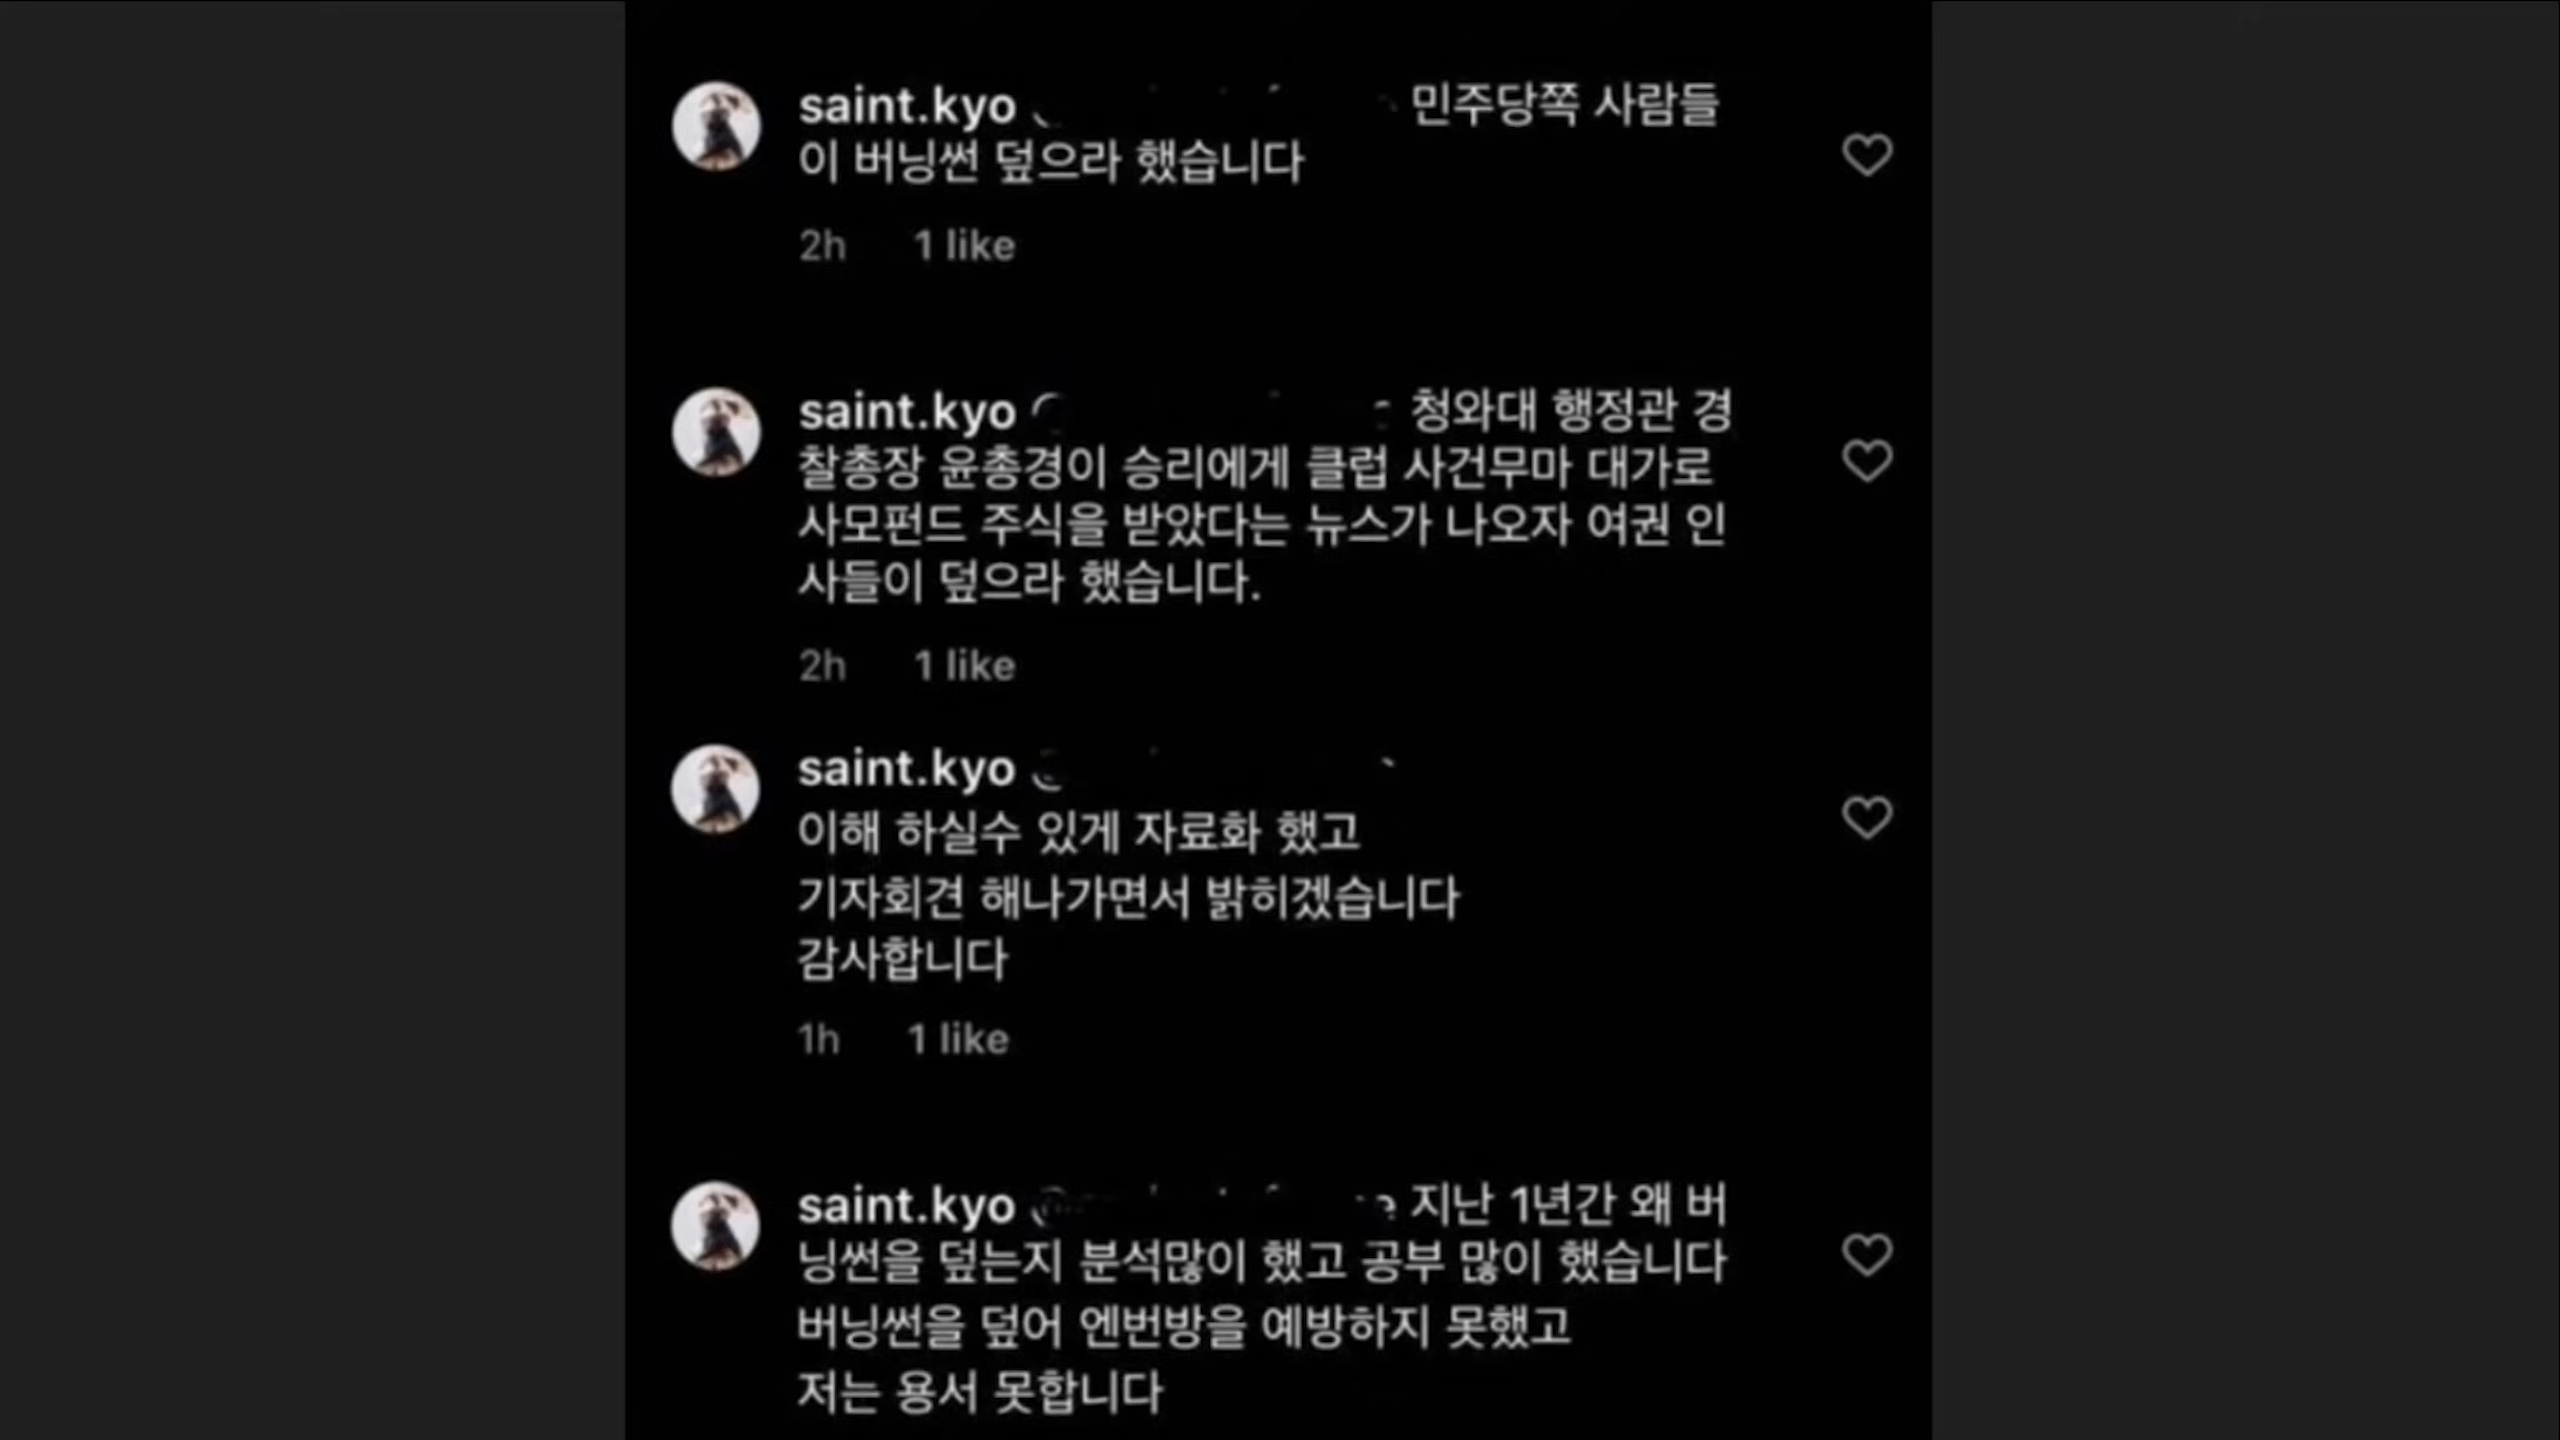 saint.kyo 민주당쪽 사람들
이 버닝썬 덮으라 했습니다
2h 1 like
saint.kyo 청와대 행정관 경
찰총장 윤총경이 승리에게 클럽 사건무마 대가로
사모펀드 주식을 받았다는 뉴스가 나오자 여권 인
사들이 덮으라 했습니다.
2h 1 like
saint.kyo
이해 하실수 있게 자료화 했고
기자회견 해나가면서 밝히겠습니다
감사합니다
1h 1 like
saint.kyo 지난 1년간 왜 버
닝썬을 덮는지 분석많이 했고 공부 많이 했습니다
버닝썬을 덮어 엔번방을 예방하지 못했고
저는 용서 못합니다